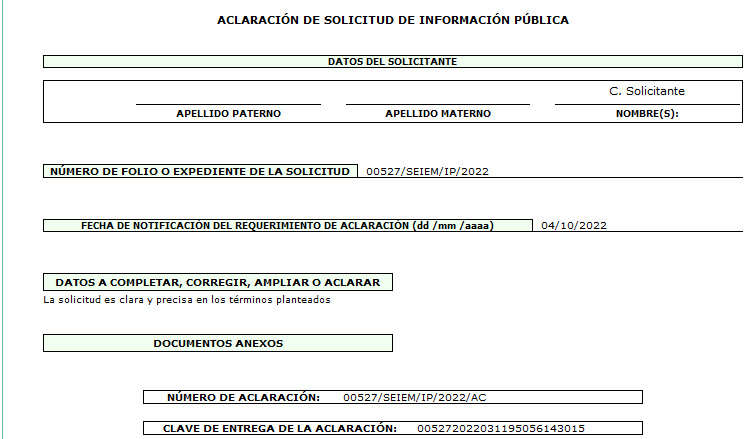 ACLARACIÓN DE SOLICITUD DE INFORMACIÓN PÚBLICA
DATOS DEL SOLICITANTE
C. Solicitante
APELLIDO PATERNO APELLIDO MATERNO NOMBRE(S):
NÚMERO DE FOLIO O EXPEDIENTE DE LA SOLICITUD 00527/SEIEM/IP/2022
FECHA DE NOTIFICACIÓN DEL REQUERIMIENTO DE ACLARACIÓN (dd /mm /aaaa) 04/10/2022
DATOS A COMPLETAR, CORREGIR, AMPLIAR O ACLARAR
La solicitud es clara y precisa en los términos planteados
DOCUMENTOS ANEXOS
NÚMERO DE ACLARACIÓN: 00527/SEIEM/IP/2022/AC
CLAVE DE ENTREGA DE LA ACLARACIÓN: 005272022031195056143015